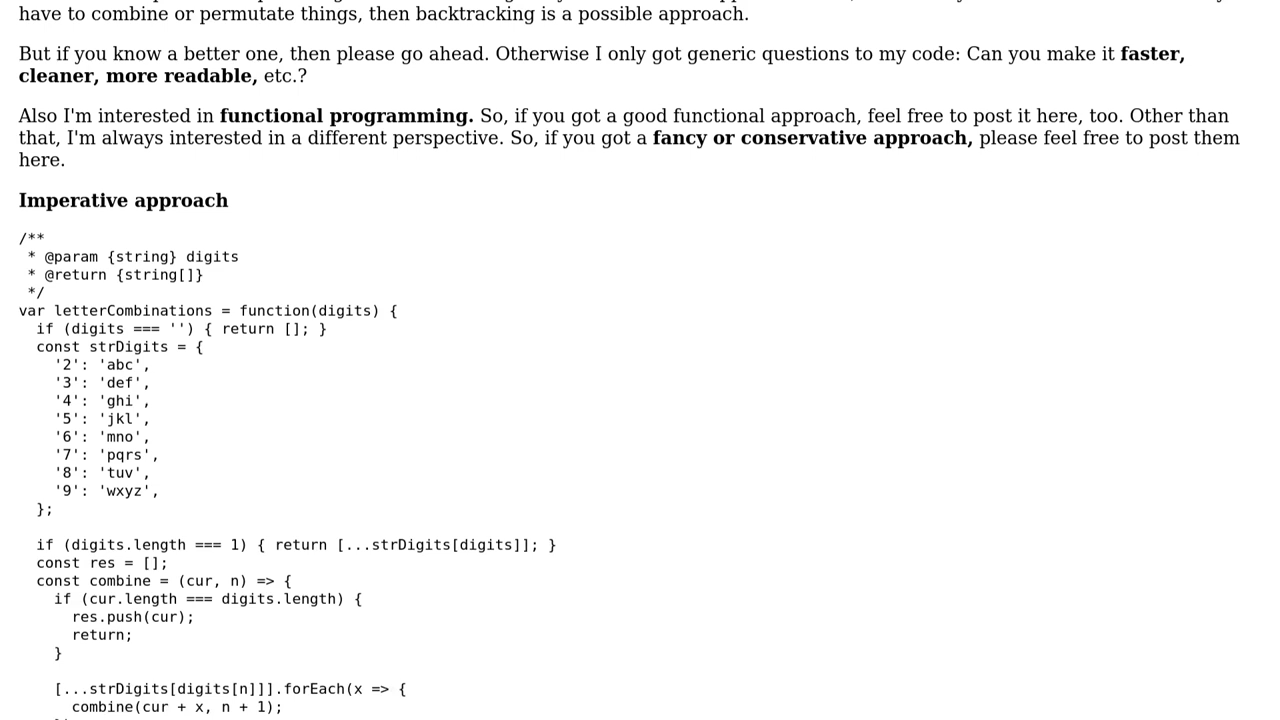 have to combine or permutate things, then backtracking is a possible approach.
But if you know a better one, then please go ahead. Otherwise I only got generic questions to my code: Can you make it faster,
cleaner, more readable, etc.?
Also I'm interested in functional programming. So, if you got a good functional approach, feel free to post it here, too. Other than
that, I'm always interested in a different perspective. So, if you got a fancy or conservative approach, please feel free to post them
here.
Imperative approach
/**
 * @param {string} digits
 * @return {string[]}
 */
var letterCombinations = function(digits) {
  if (digits === '') { return []; }
  const strDigits = {
    '2': 'abc',
    '3': 'def',
    '4': 'ghi',
    '5': 'jkl',
    '6': 'mno',
    '7': 'pqrs',
    '8': 'tuv',
    '9': 'wxyz',
  };
  if (digits.length === 1) { return [...strDigits[digits]]; }
  const res = [];
  const combine = (cur, n) => {
    if (cur.length === digits.length) {
      res.push(cur);
      return;
    }
    [...strDigits[digits[n]]].forEach(x => {
      combine(cur + x, n + 1);